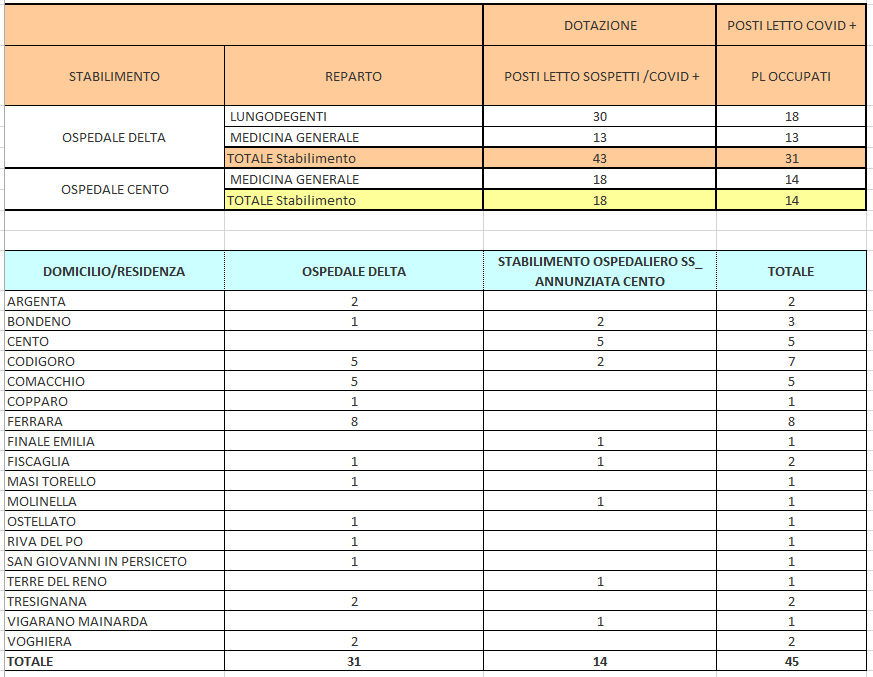 DOTAZIONE POSTI LETTO COVID +
STABILIMENTO REPARTO POSTI LETTO SOSPETTI /COVID + PL OCCUPATI
OSPEDALE DELTA
LUNGODEGENTI 30 18
MEDICINA GENERALE 13 13
TOTALE Stabilimento 43 31
OSPEDALE CENTO
MEDICINA GENERALE 18 14
TOTALE Stabilimento 18 14
DOMICILIO/RESIDENZA OSPEDALE DELTA STABILIMENTO OSPEDALIERO SS_
ANNUNZIATA CENTO TOTALE
ARGENTA 2 2
BONDENO 1 2 3
CENTO 5 5
CODIGORO 5 2 7
COMACCHIO 5 5
COPPARO 1 1
FERRARA 8 8
FINALE EMILIA 1 1
FISCAGLIA 1 1 2
MASI TORELLO 1 1
MOLINELLA 1 1
OSTELLATO 1 1
RIVA DEL PO 1 1
SAN GIOVANNI IN PERSICETO 1 1
TERRE DEL RENO 1 1
TRESIGNANA 2 2
VIGARANO MAINARDA 1 1
VOGHIERA 2 2
TOTALE 31 14 45